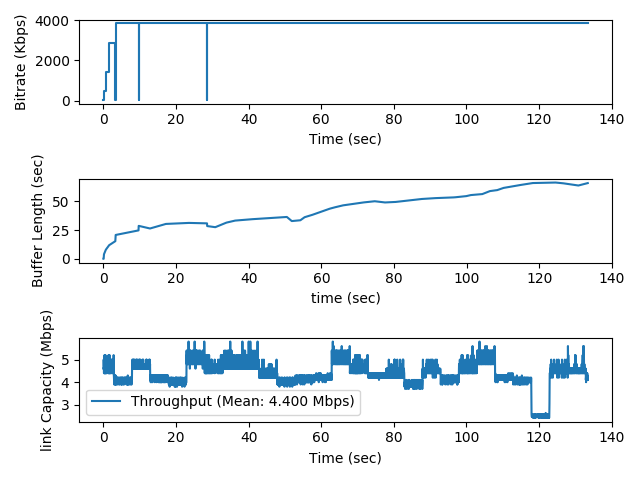 Bitrate (Kbps)
4000
2000
0
0 20 40 60 80 100 120 140
Time (sec)
Buffer Length (sec)
50
25
0
0 20 40 60 80 100 120 140
time (sec)
link Capacity (Mbps)
5
4
3
Throughput (Mean: 4.400 Mbps)
0 20 40 60 80 100 120 140
Time (sec)